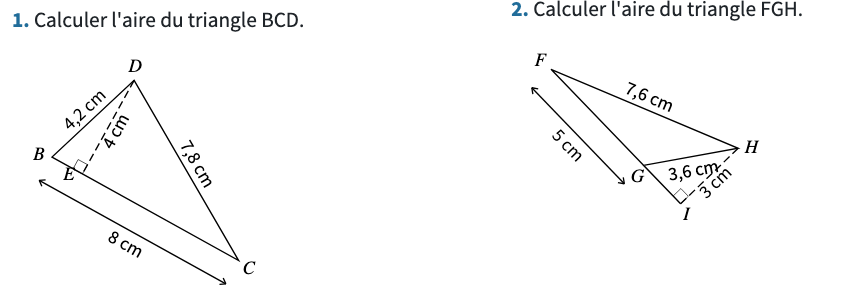 1. Calculer l'aire du triangle BCD.
D
4,2 cm
4 cm
7,8 cm
B
E
8 cm
C
2. Calculer l'aire du triangle FGH.
F
7,6 cm
5 cm
H
G
3,6 cm
3 cm
I